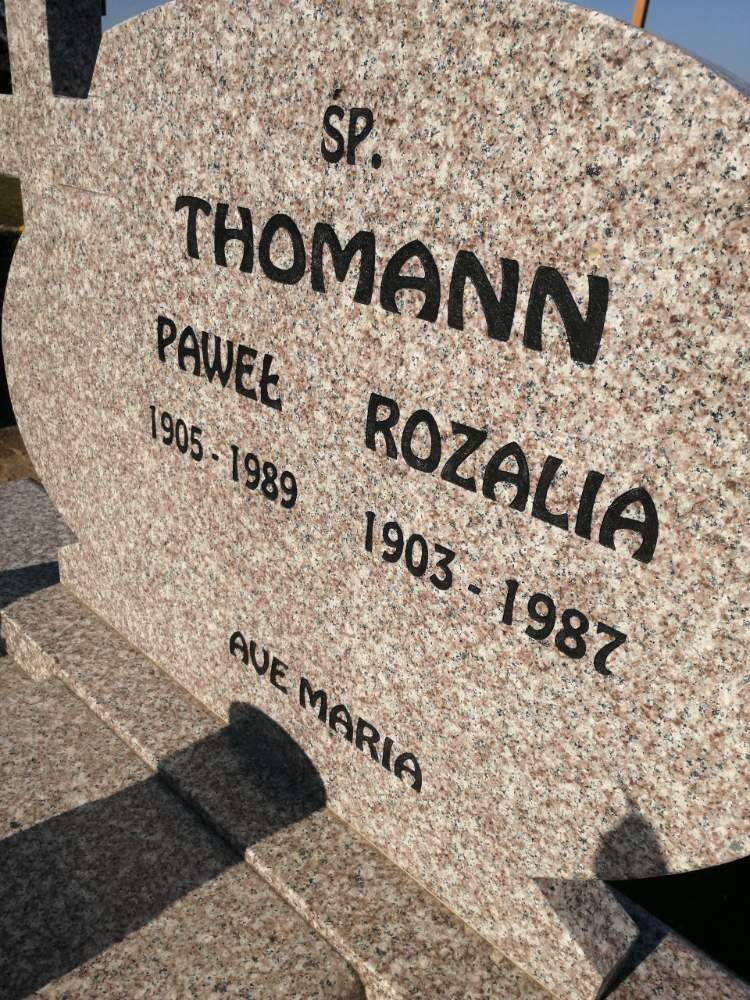 ŚP.
THOMANN
PAWEŁ ROZALIA
1905 - 1989 1903 - 1987
AVE MARIA